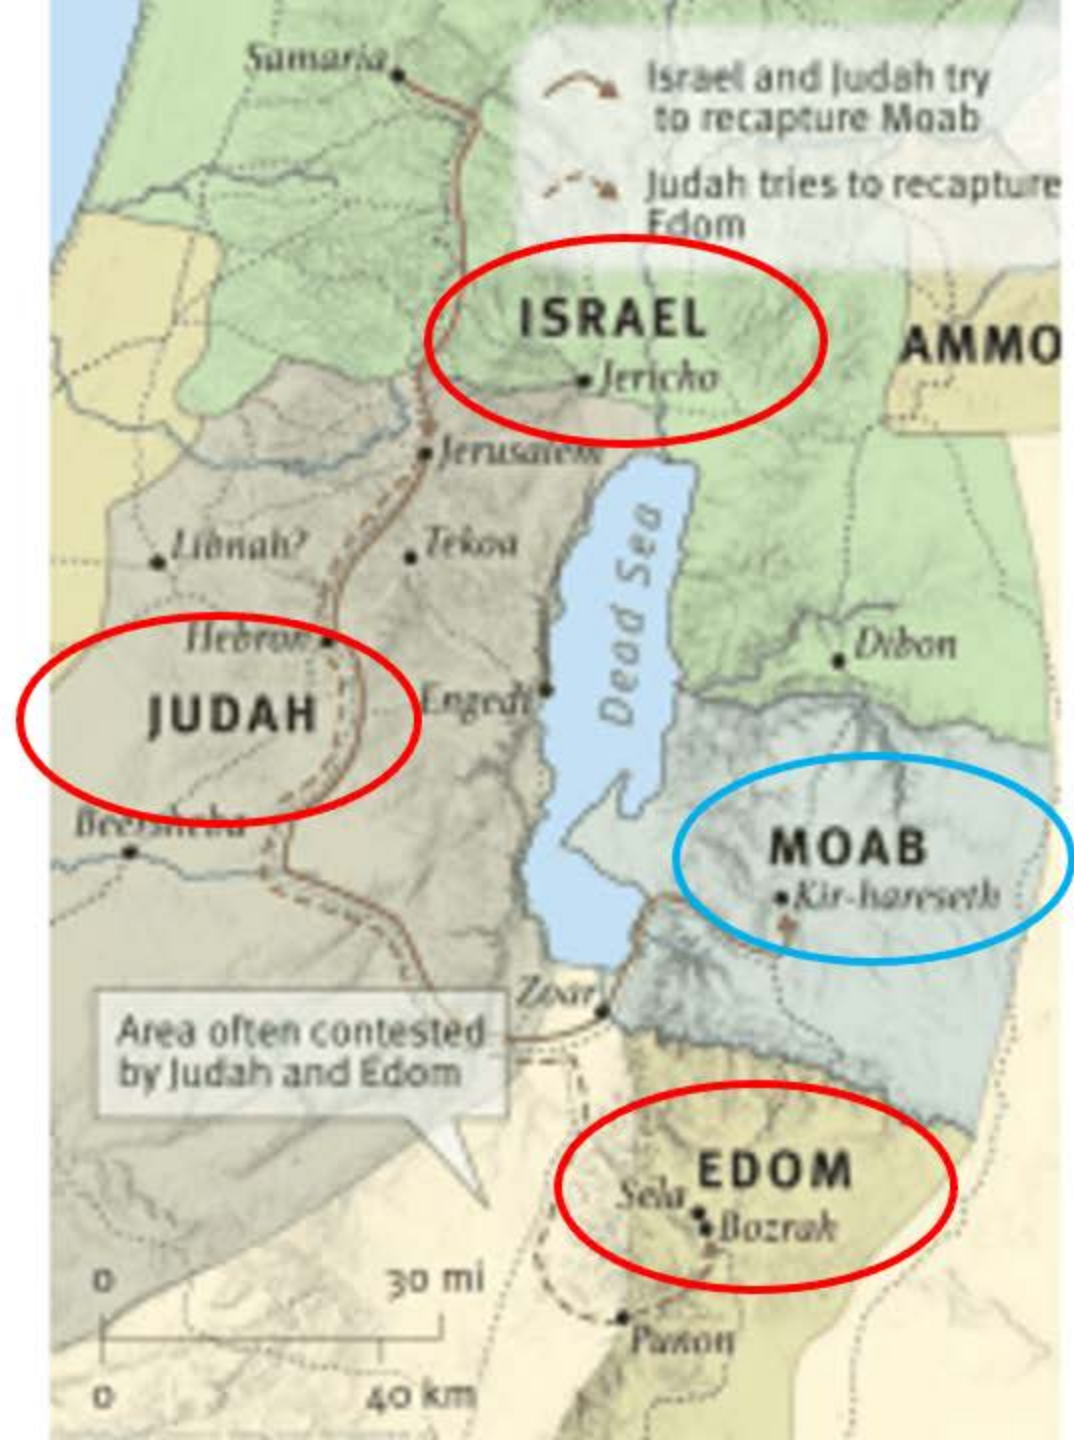 Samaria
Israel and Judah try
to recapture Moab
Judah tries to recapture
Edom
ISRAEL
AMMO
Jericho
Jerusalem
Libnah?
Tekoa
Dead Sea
Hebron
Dibon
JUDAH
Engedi
Beersheba
MOAB
Kir-hareseth
Zoar
Area often contested
by Judah and Edom
EDOM
Sela
Bozrah
0 30 mi
Punon
0 40 km